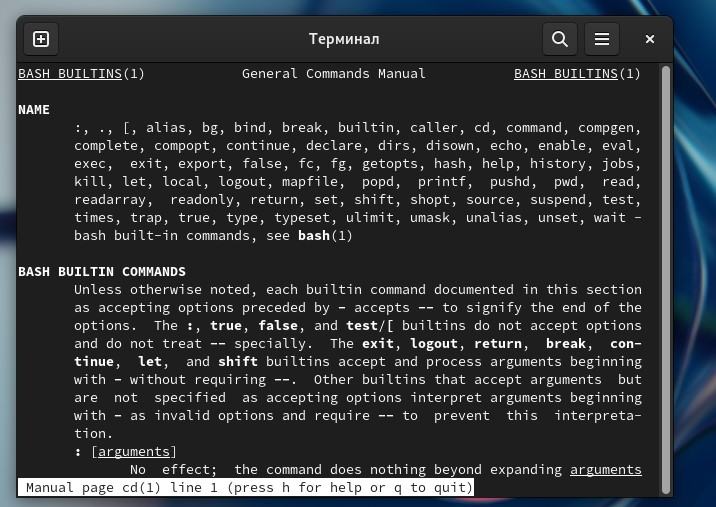 Терминал
BASH BUILTINS(1) General Commands Manual BASH BUILTINS(1)
NAME
:, ., [, alias, bg, bind, break, builtin, caller, cd, command, compgen,
complete, compopt, continue, declare, dirs, disown, echo, enable, eval,
exec, exit, export, false, fc, fg, getopts, hash, help, history, jobs,
kill, let, local, logout, mapfile, popd, printf, pushd, pwd, read,
readarray, readonly, return, set, shift, shopt, source, suspend, test,
times, trap, true, type, typeset, ulimit, umask, unalias, unset, wait -
bash built-in commands, see bash(1)
BASH BUILTIN COMMANDS
Unless otherwise noted, each builtin command documented in this section
as accepting options preceded by - accepts -- to signify the end of the
options. The :, true, false, and test/[ builtins do not accept options
and do not treat -- specially. The exit, logout, return, break, con-
tinue, let, and shift builtins accept and process arguments beginning
with - without requiring --. Other builtins that accept arguments but
are not specified as accepting options interpret arguments beginning
with - as invalid options and require -- to prevent this interpreta-
tion.
: [arguments]
No effect; the command does nothing beyond expanding arguments
Manual page cd(1) line 1 (press h for help or q to quit)